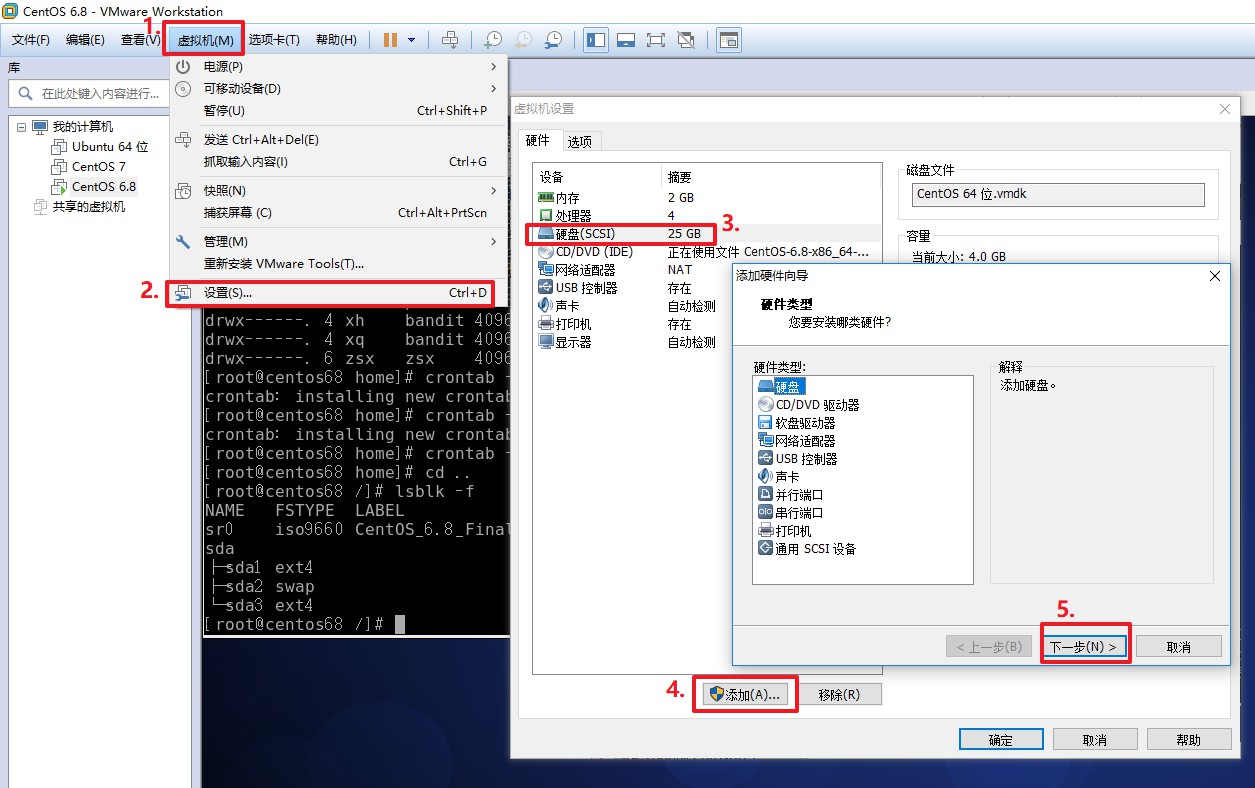 CentOS 6.8 - VMware Workstation
1.
文件(F) 编辑(E) 查看(V) 虚拟机(M) 选项卡(T) 帮助(H)
库
在此处键入内容进行...
我的计算机
Ubuntu 64 位
CentOS 7
CentOS 6.8
共享的虚拟机
电源(P)
可移动设备(D)
暂停(U) Ctrl+Shift+P
发送 Ctrl+Alt+Del(E)
抓取输入内容(I) Ctrl+G
快照(N)
捕获屏幕 (C) Ctrl+Alt+PrtScn
管理(M)
重新安装 VMware Tools(T)...
2.
设置(S)... Ctrl+D
drwx------. 4 xh bandit 4096
drwx------. 4 xq bandit 4096
drwx------. 6 zsx zsx 4096
[root@centos68 home]# crontab -
crontab: installing new crontab
[root@centos68 home]# crontab -
crontab: installing new crontab
[root@centos68 home]# crontab -
[root@centos68 home]# cd ..
[root@centos68 /]# lsblk -f
NAME FSTYPE LABEL
sr0 iso9660 CentOS_6.8_Final
sda
├─sda1 ext4
├─sda2 swap
└─sda3 ext4
[root@centos68 /]#
虚拟机设置
硬件 选项
设备 摘要
内存 2 GB
处理器 4
硬盘(SCSI) 25 GB
3.
CD/DVD (IDE) 正在使用文件 CentOS-6.8-x86_64-...
网络适配器 NAT
USB 控制器 存在
声卡 自动检测
打印机 存在
显示器 自动检测
磁盘文件
CentOS 64 位.vmdk
容量
当前大小: 4.0 GB
添加硬件向导
硬件类型
您要安装哪类硬件?
硬件类型:
硬盘
CD/DVD 驱动器
软盘驱动器
网络适配器
USB 控制器
声卡
并行端口
串行端口
打印机
通用 SCSI 设备
解释
添加硬盘。
5.
< 上一步(B) 下一步(N) > 取消
4.
添加(A)... 移除(R)
确定 取消 帮助